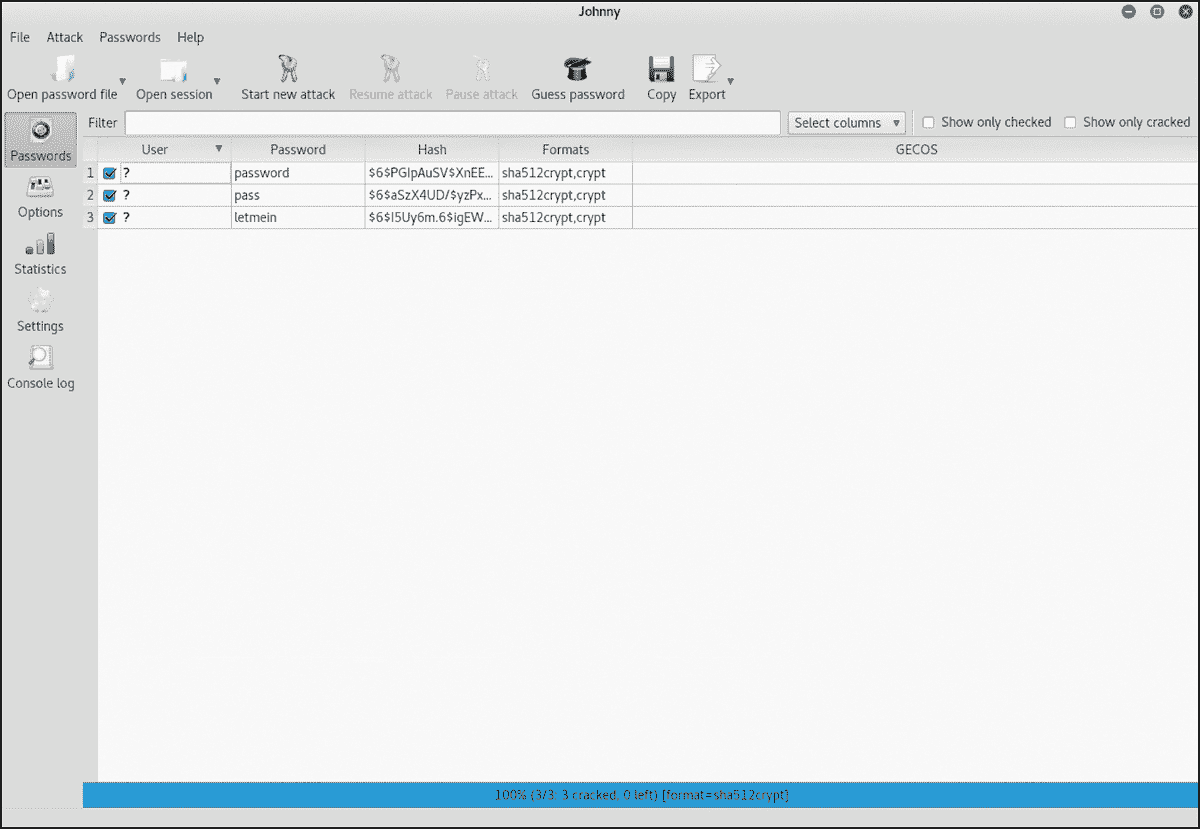 Johnny
File Attack Passwords Help
Open password file Open session Start new attack Resume attack Pause attack Guess password Copy Export
Passwords
Filter Select columns Show only checked Show only cracked
User Password Hash Formats GECOS
1 ? password $6$PGIpAuSV$XnEE... sha512crypt,crypt
2 ? pass $6$aSzX4UD/$yzPx... sha512crypt,crypt
3 ? letmein $6$I5Uy6m.6$igEW... sha512crypt,crypt
Options
Statistics
Settings
Console log
100% (3/3: 3 cracked, 0 left) [format=sha512crypt]